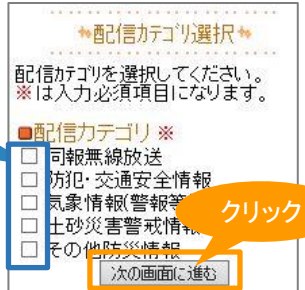 配信カテゴリ選択
配信カテゴリを選択してください。
※は入力必須項目になります。
■配信カテゴリ ※
□ 同報無線放送
□ 防犯・交通安全情報
□ 気象情報(警報等
□ 土砂災害警戒情報
□ その他防災情報
クリック
次の画面に進む